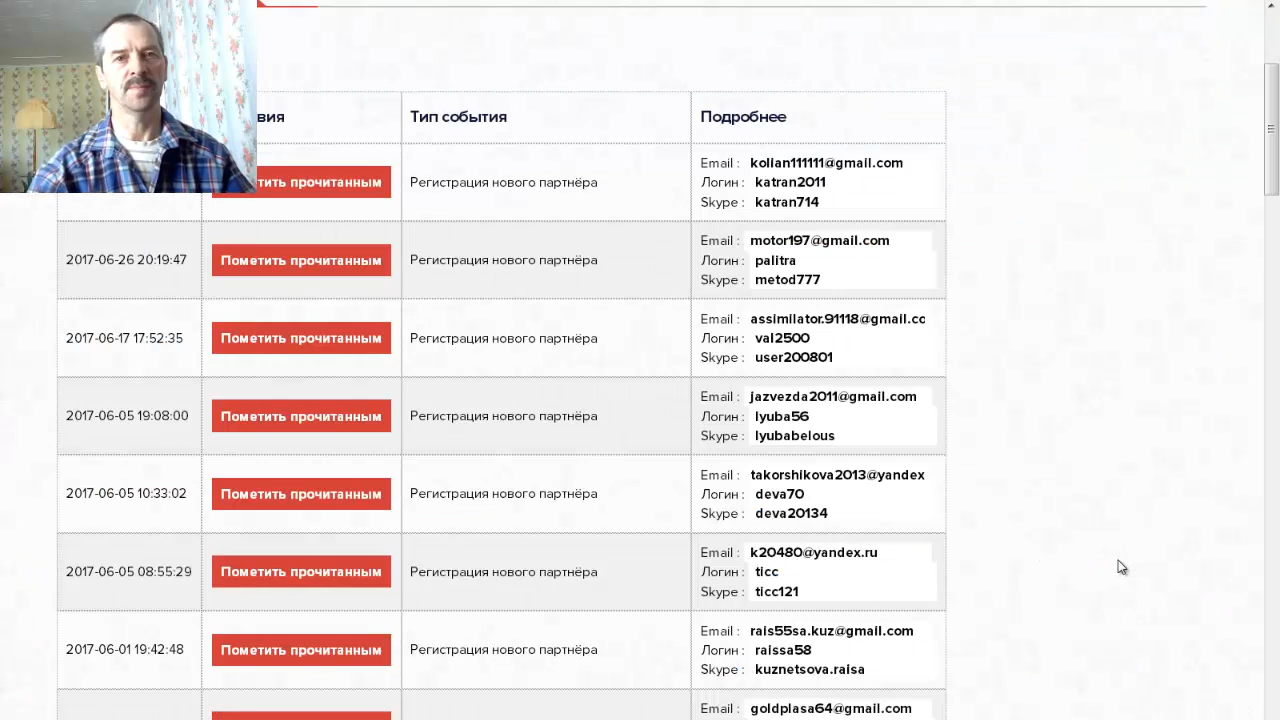 вия
Тип события
Подробнее
тить прочитанным
Регистрация нового партнёра
Email : kolian111111@gmail.com
Логин : katran2011
Skype : katran714
2017-06-26 20:19:47
Пометить прочитанным
Регистрация нового партнёра
Email : motor197@gmail.com
Логин : palitra
Skype : metod777
2017-06-17 17:52:35
Пометить прочитанным
Регистрация нового партнёра
Email : assimilator.91118@gmail.cc
Логин : val2500
Skype : user200801
2017-06-05 19:08:00
Пометить прочитанным
Регистрация нового партнёра
Email : jazvezda2011@gmail.com
Логин : lyuba56
Skype : lyubabelous
2017-06-05 10:33:02
Пометить прочитанным
Регистрация нового партнёра
Email : takorshikova2013@yandex
Логин : deva70
Skype : deva20134
2017-06-05 08:55:29
Пометить прочитанным
Регистрация нового партнёра
Email : k20480@yandex.ru
Логин : ticc
Skype : ticc121
2017-06-01 19:42:48
Пометить прочитанным
Регистрация нового партнёра
Email : rais55sa.kuz@gmail.com
Логин : raissa58
Skype : kuznetsova.raisa
Email : goldplasa64@gmail.com